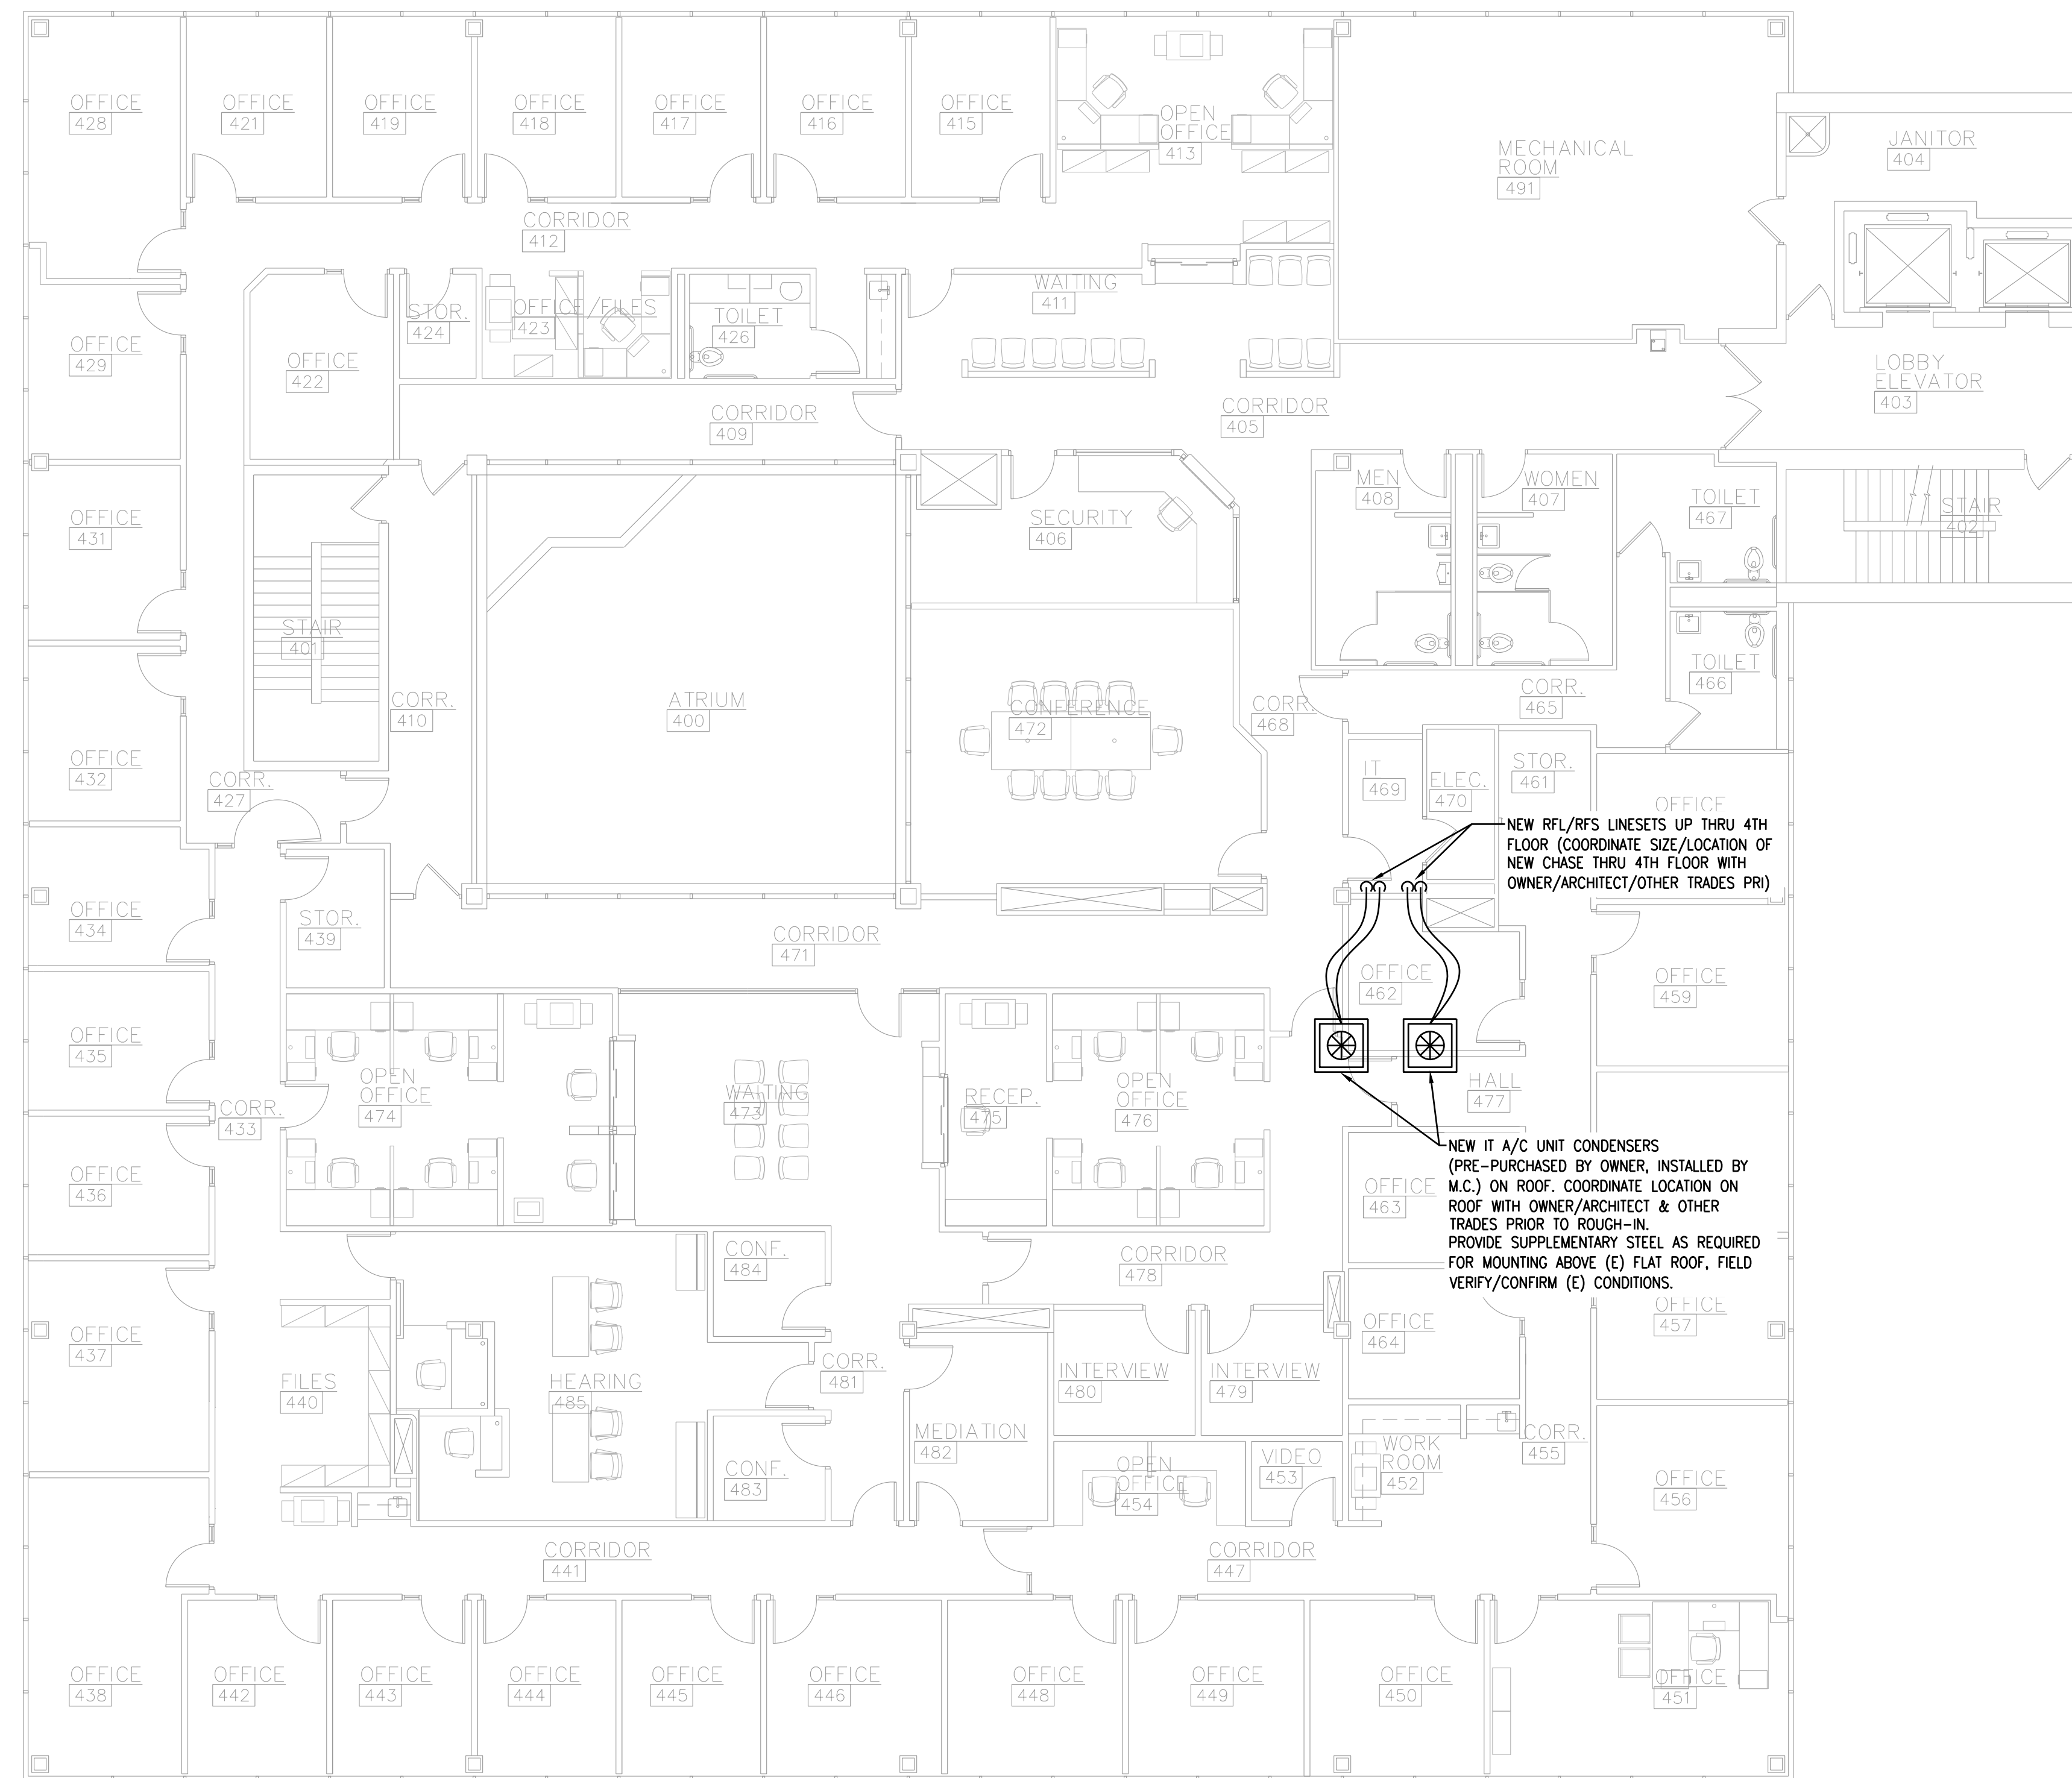 OFFICE
428
OFFICE
421
OFFICE
419
OFFICE
418
OFFICE
417
OFFICE
416
OFFICE
415
OPEN
OFFICE
413
MECHANICAL
ROOM
491
JANITOR
404
CORRIDOR
412
WAITING
411
STOR.
424
OFFICE/FILES
423
TOILET
426
OFFICE
429
OFFICE
422
LOBBY
ELEVATOR
403
CORRIDOR
409
CORRIDOR
405
MEN
408
WOMEN
407
TOILET
467
STAIR
402
OFFICE
431
SECURITY
406
STAIR
401
TOILET
466
CORR.
410
ATRIUM
400
CONFERENCE
472
CORR.
468
CORR.
465
OFFICE
432
CORR.
427
IT
469
ELEC.
470
STOR.
461
OFFICE
NEW RFL/RFS LINESETS UP THRU 4TH
FLOOR (COORDINATE SIZE/LOCATION OF
NEW CHASE THRU 4TH FLOOR WITH
OWNER/ARCHITECT/OTHER TRADES PRI)
OFFICE
434
STOR.
439
CORRIDOR
471
OFFICE
462
OFFICE
459
OFFICE
435
OPEN
OFFICE
474
WAITING
473
RECEP.
475
OPEN
OFFICE
476
HALL
477
CORR.
433
NEW IT A/C UNIT CONDENSERS
(PRE-PURCHASED BY OWNER, INSTALLED BY
M.C.) ON ROOF. COORDINATE LOCATION ON
ROOF WITH OWNER/ARCHITECT & OTHER
TRADES PRIOR TO ROUGH-IN.
PROVIDE SUPPLEMENTARY STEEL AS REQUIRED
FOR MOUNTING ABOVE (E) FLAT ROOF, FIELD
VERIFY/CONFIRM (E) CONDITIONS.
OFFICE
436
OFFICE
463
CONF.
484
CORRIDOR
478
OFFICE
437
OFFICE
464
OFFICE
457
FILES
440
HEARING
485
CORR.
481
INTERVIEW
480
INTERVIEW
479
MEDIATION
482
CONF.
483
OPEN
OFFICE
454
VIDEO
453
WORK
ROOM
452
CORR.
455
OFFICE
456
CORRIDOR
441
CORRIDOR
447
OFFICE
438
OFFICE
442
OFFICE
443
OFFICE
444
OFFICE
445
OFFICE
446
OFFICE
448
OFFICE
449
OFFICE
450
OFFICE
451